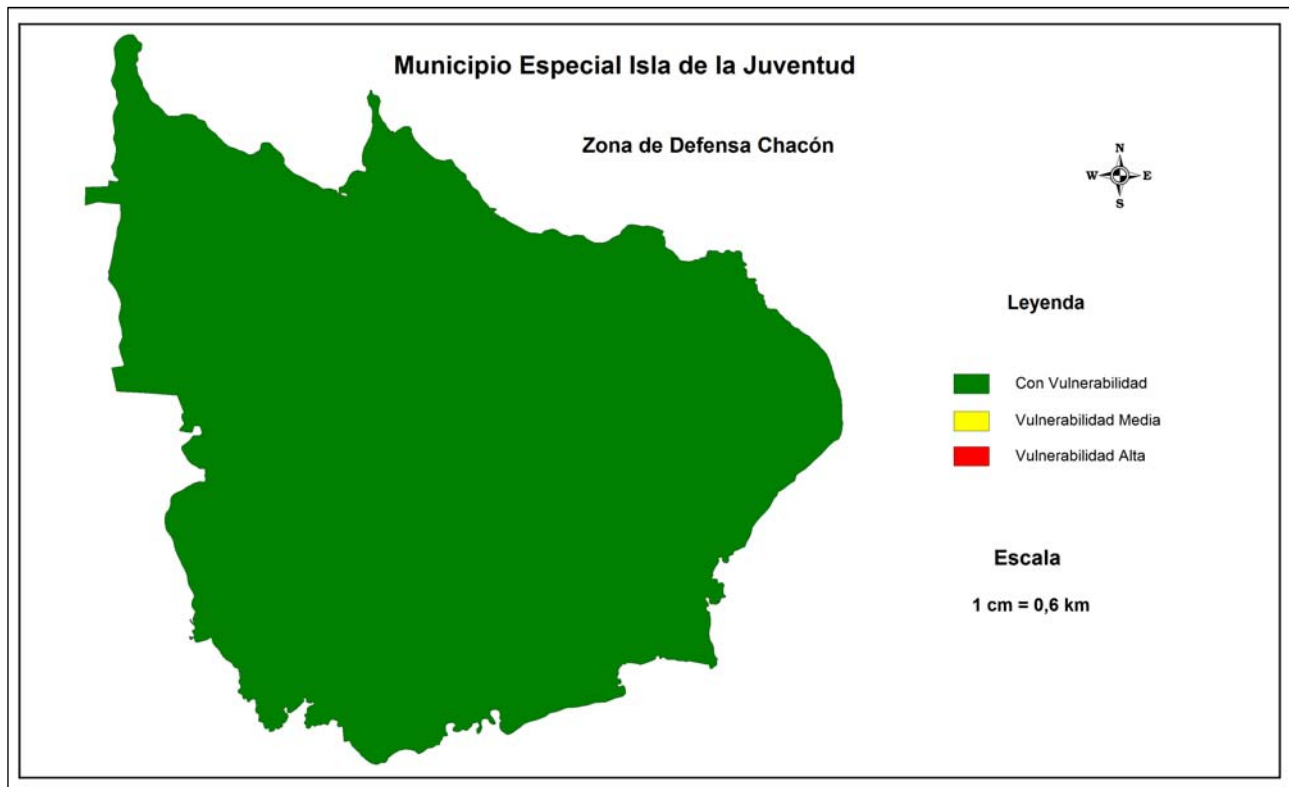 Municipio Especial Isla de la Juventud
Zona de Defensa Chacón
N
W E
S
Leyenda
Con Vulnerabilidad
Vulnerabilidad Media
Vulnerabilidad Alta
Escala
1 cm = 0,6 km